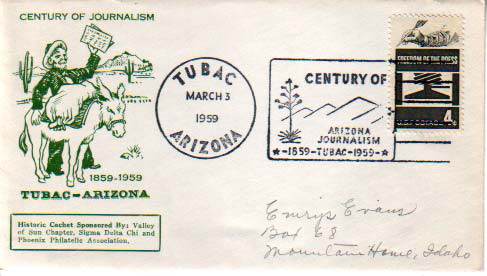 CENTURY OF JOURNALISM
1859-1959
TUBAC-ARIZONA
Historic Cachet Sponsored By: Valley
of Sun Chapter, Sigma Delta Chi and
Phoenix Philatelic Association.
TUBAC
MARCH 3
1959
ARIZONA
CENTURY OF
ARIZONA
JOURNALISM
★-1859-TUBAC-1959-★
FREEDOM OF THE PRESS
U.S. POSTAGE 4¢
Emrys Evans
Box 68
Mountain Home, Idaho